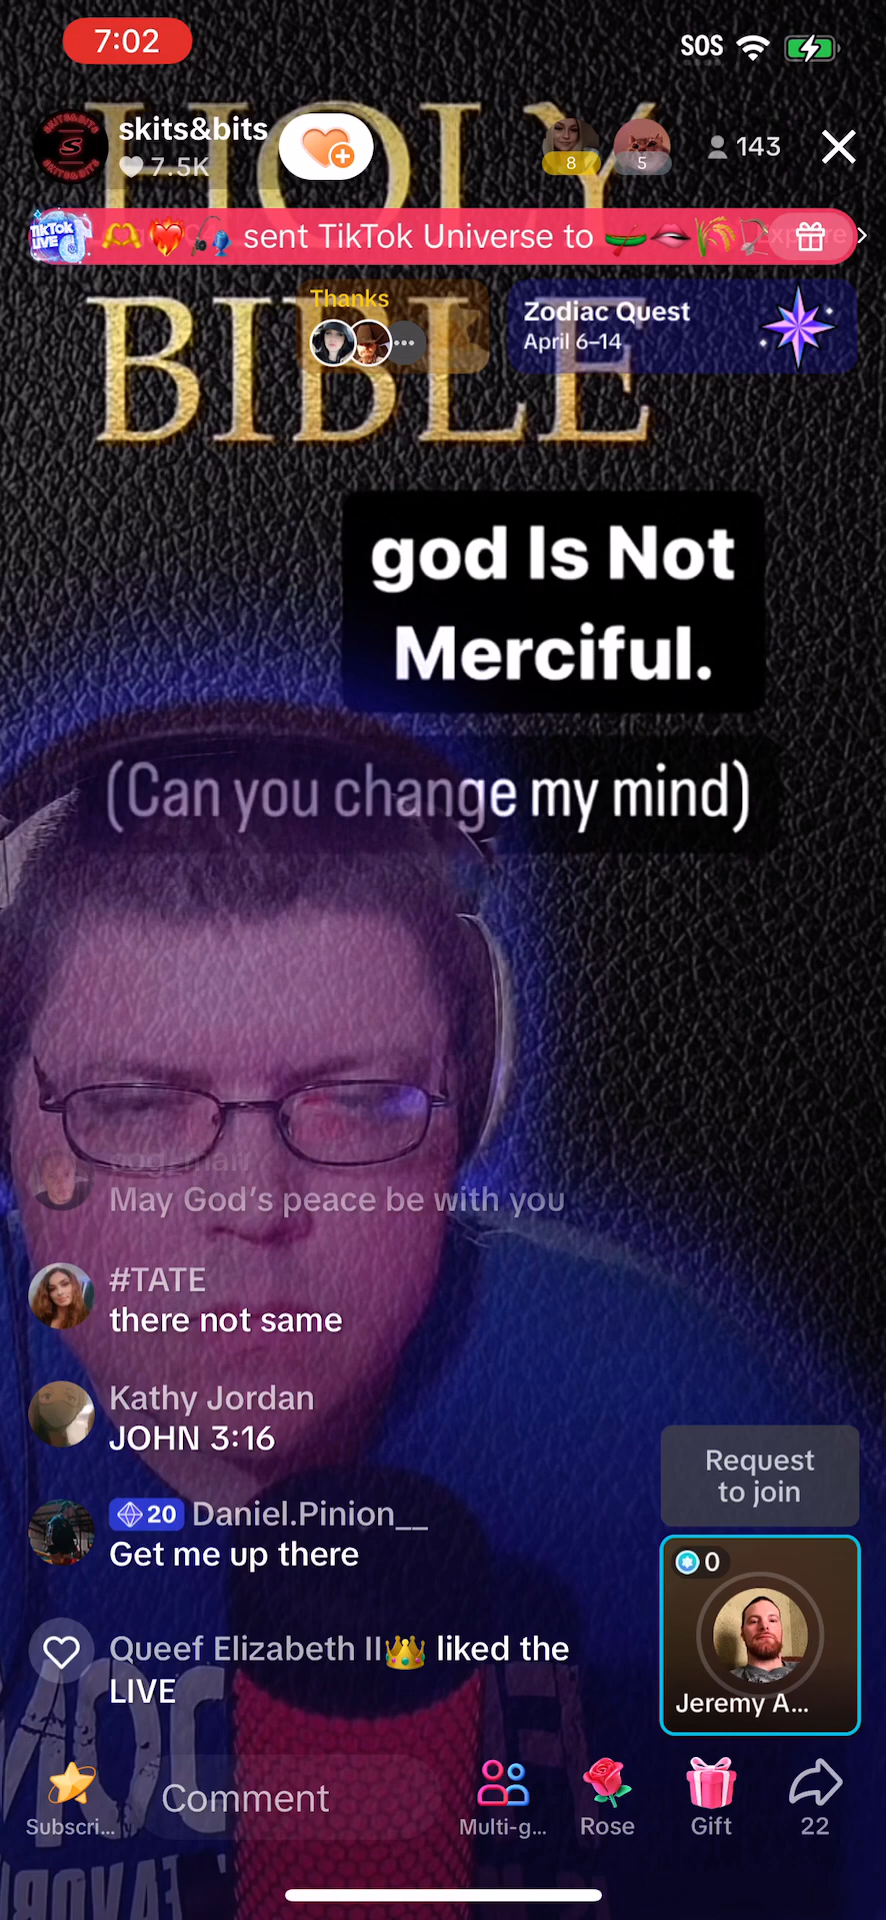 7:02
SOS
HOLY
skits&bits
7.5K
8
5
143
TikTok
LIVE
sent TikTok Universe to
BIBLE
Thanks
Zodiac Quest
April 6–14
god Is Not
Merciful.
(Can you change my mind)
May God's peace be with you
#TATE
there not same
Kathy Jordan
JOHN 3:16
20 Daniel.Pinion__
Get me up there
Queef Elizabeth II👑 liked the
LIVE
Request
to join
0
Jeremy A...
Comment
Subscri...
Multi-g...
Rose
Gift
22